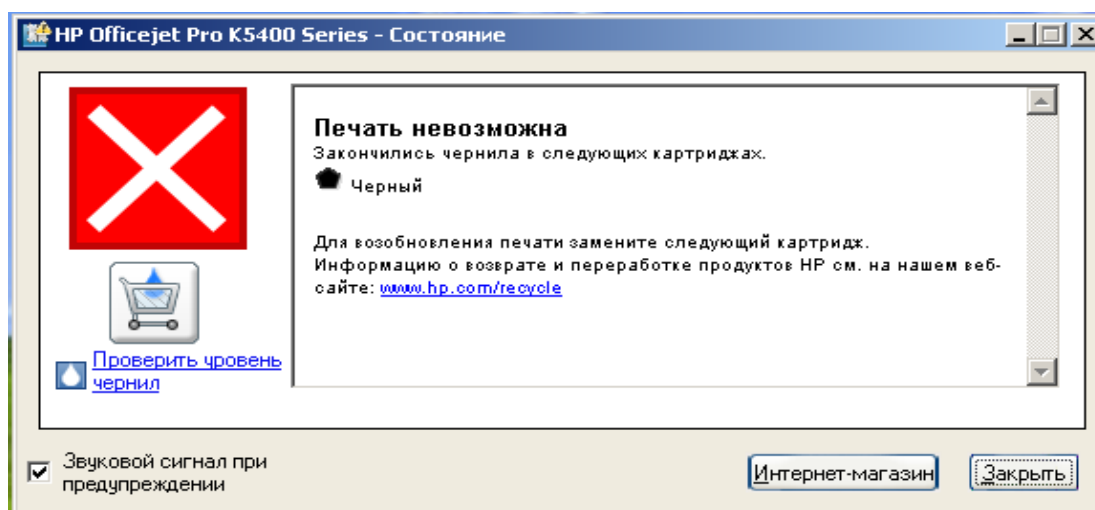 HP Officejet Pro K5400 Series - Состояние
Печать невозможна
Закончились чернила в следующих картриджах.
Черный
Для возобновления печати замените следующий картридж.
Информацию о возврате и переработке продуктов HP см. на нашем веб-
сайте: www.hp.com/recycle
Проверить уровень
чернил
Звуковой сигнал при
предупреждении
Интернет-магазин
Закрыть